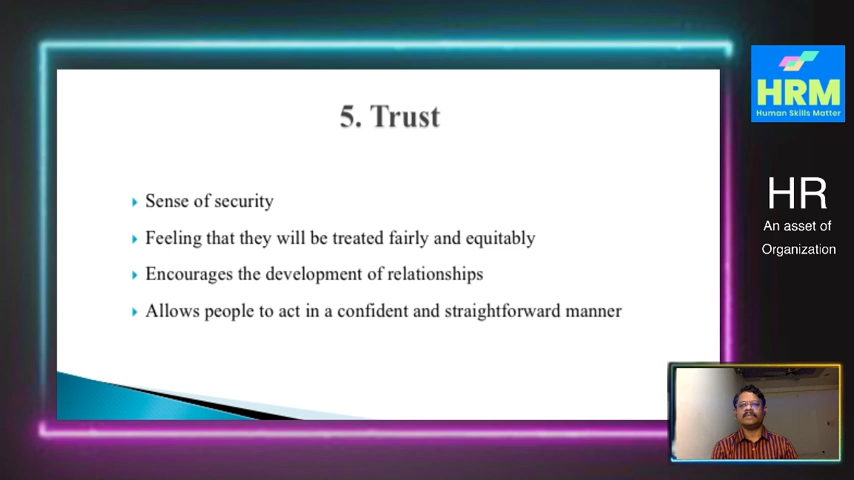 5. Trust
Sense of security
Feeling that they will be treated fairly and equitably
Encourages the development of relationships
Allows people to act in a confident and straightforward manner
HRM
Human Skills Matter
HR
An asset of
Organization